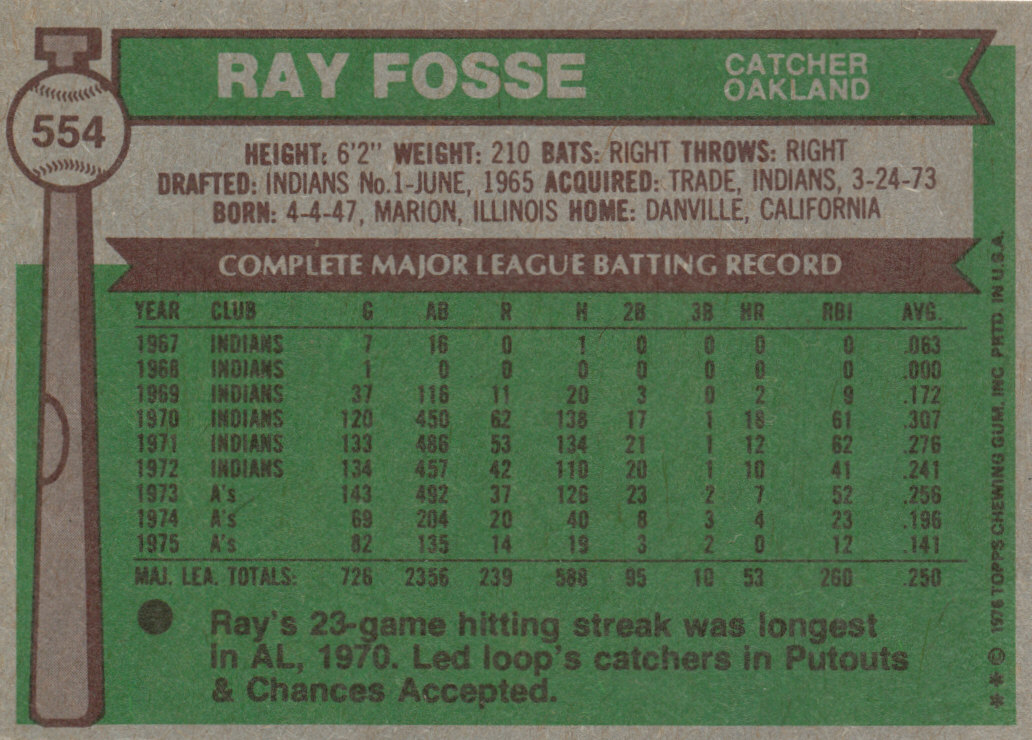 RAY FOSSE
CATCHER
OAKLAND
554
HEIGHT: 6'2" WEIGHT: 210 BATS: RIGHT THROWS: RIGHT
DRAFTED: INDIANS No.1-JUNE, 1965 ACQUIRED: TRADE, INDIANS, 3-24-73
BORN: 4-4-47, MARION, ILLINOIS HOME: DANVILLE, CALIFORNIA
COMPLETE MAJOR LEAGUE BATTING RECORD
YEAR CLUB G AB R H 2B 3B HR RBI AVG.
1967 INDIANS 7 16 0 1 0 0 0 0 .063
1968 INDIANS 1 0 0 0 0 0 0 0 .000
1969 INDIANS 37 116 11 20 3 0 2 9 .172
1970 INDIANS 120 450 62 138 17 1 18 61 .307
1971 INDIANS 133 486 53 134 21 1 12 62 .276
1972 INDIANS 134 457 42 110 20 1 10 41 .241
1973 A's 143 492 37 126 23 2 7 52 .256
1974 A's 69 204 20 40 8 3 4 23 .196
1975 A's 82 135 14 19 3 2 0 12 .141
MAJ. LEA. TOTALS: 726 2356 239 588 95 10 53 260 .250
Ray's 23-game hitting streak was longest
in AL, 1970. Led loop's catchers in Putouts
& Chances Accepted.
** © 1976 TOPPS CHEWING GUM, INC PRTD. IN U.S.A.